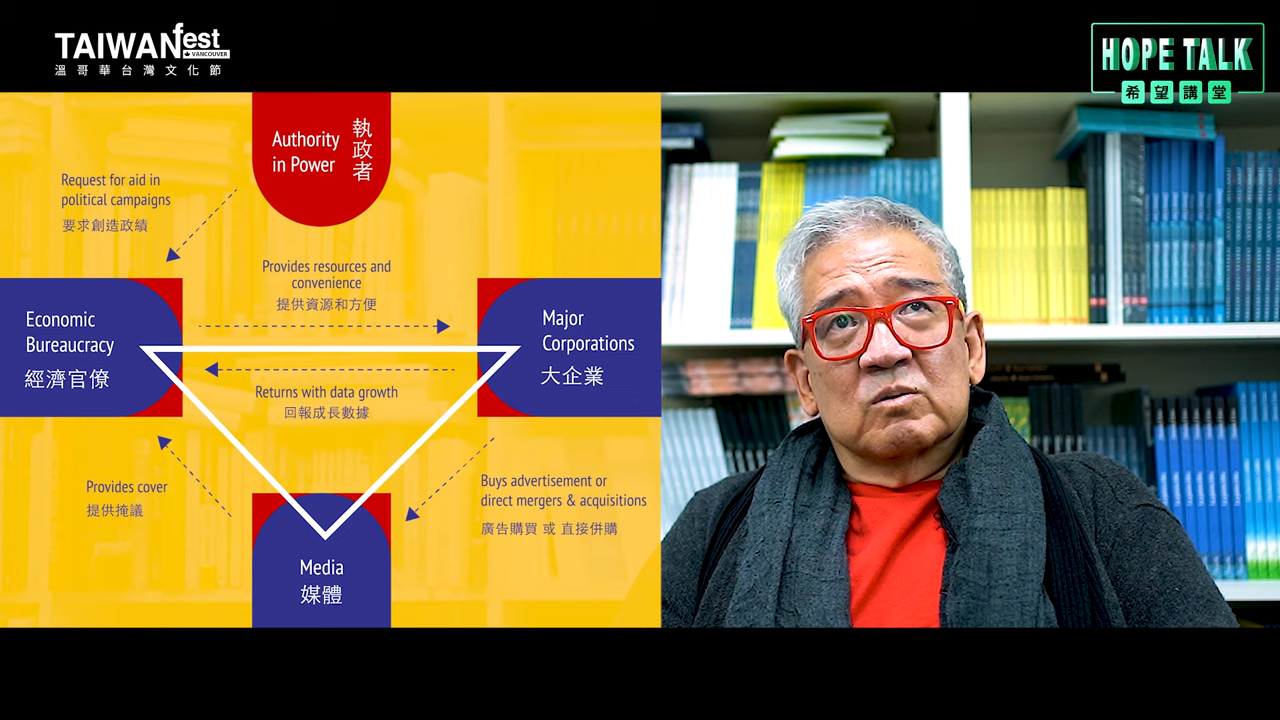 TAIWANfest
VANCOUVER
溫哥華台灣文化節
HOPE TALK
希望講堂
Authority
in Power
執政者
Request for aid in
political campaigns
要求創造政績
Provides resources and
convenience
提供資源和方便
Economic
Bureaucracy
經濟官僚
Major
Corporations
大企業
Returns with data growth
回報成長數據
Provides cover
提供掩護
Buys advertisement or
direct mergers & acquisitions
廣告購買 或 直接併購
Media
媒體